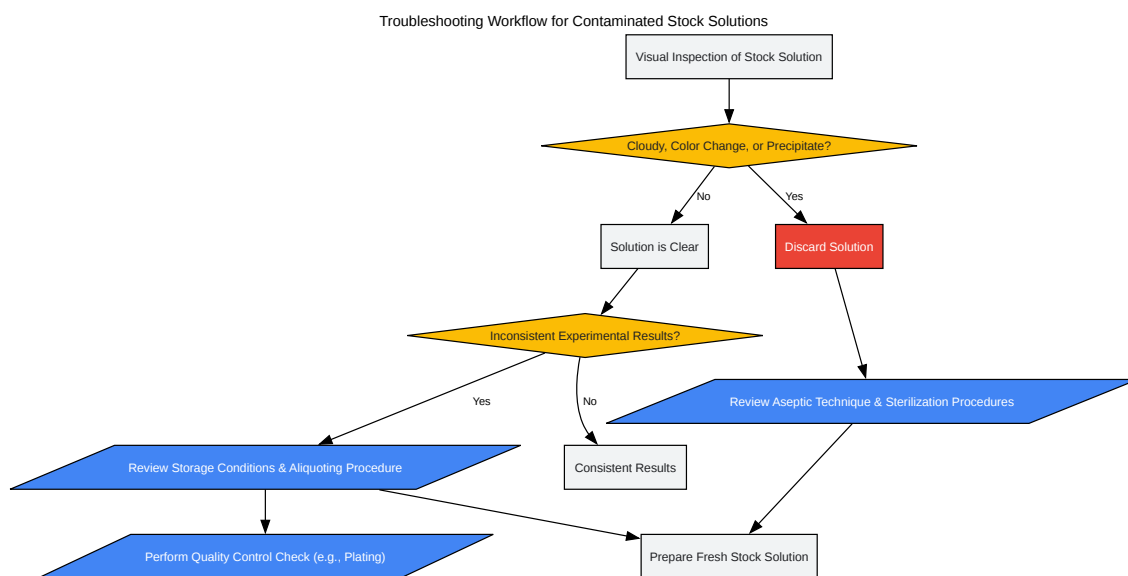 Troubleshooting Workflow for Contaminated Stock Solutions
Visual Inspection of Stock Solution
Cloudy, Color Change, or Precipitate?
No
Yes
Solution is Clear
Discard Solution
Inconsistent Experimental Results?
Yes
No
Review Aseptic Technique & Sterilization Procedures
Review Storage Conditions & Aliquoting Procedure
Consistent Results
Perform Quality Control Check (e.g., Plating)
Prepare Fresh Stock Solution